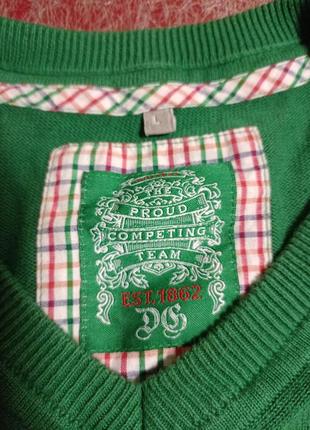 L
THE
PROUD
COMPETING
TEAM
EST. 1862
DG